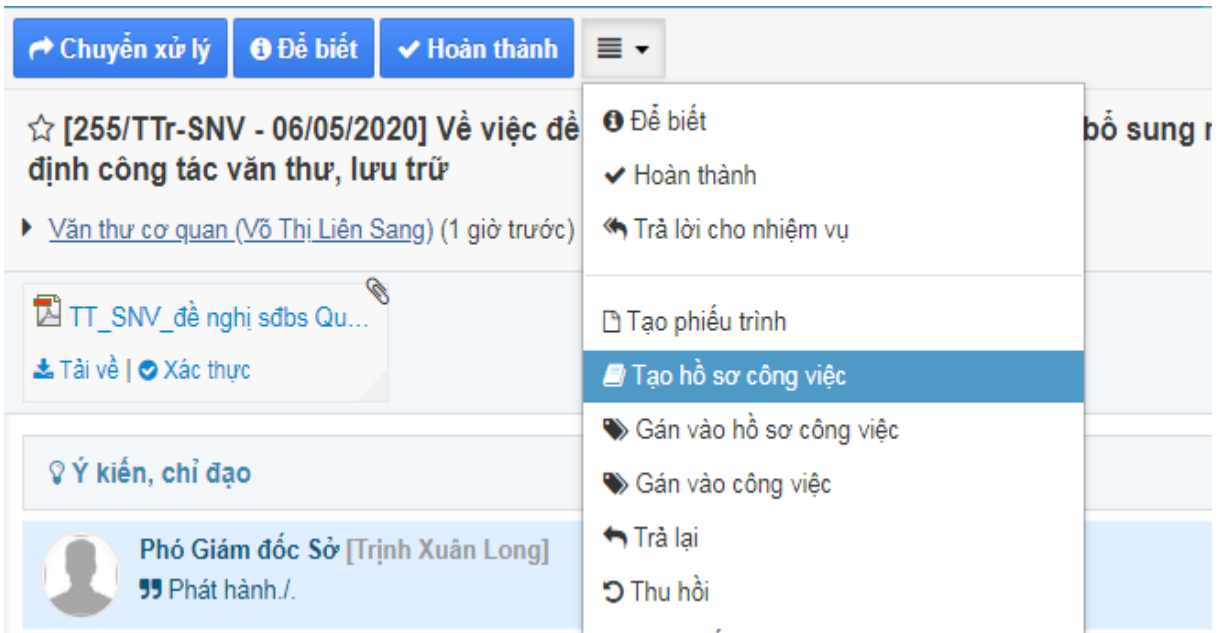 Chuyển xử lý Để biết Hoàn thành
[255/TTr-SNV - 06/05/2020] Về việc đề bổ sung
định công tác văn thư, lưu trữ
Văn thư cơ quan (Võ Thị Liên Sang) (1 giờ trước)
TT_SNV_đề nghị sđbs Qu...
Tải về | Xác thực
Ý kiến, chỉ đạo
Phó Giám đốc Sở [Trịnh Xuân Long]
Phát hành./.
Để biết
Hoàn thành
Trả lời cho nhiệm vụ
Tạo phiếu trình
Tạo hồ sơ công việc
Gán vào hồ sơ công việc
Gán vào công việc
Trả lại
Thu hồi